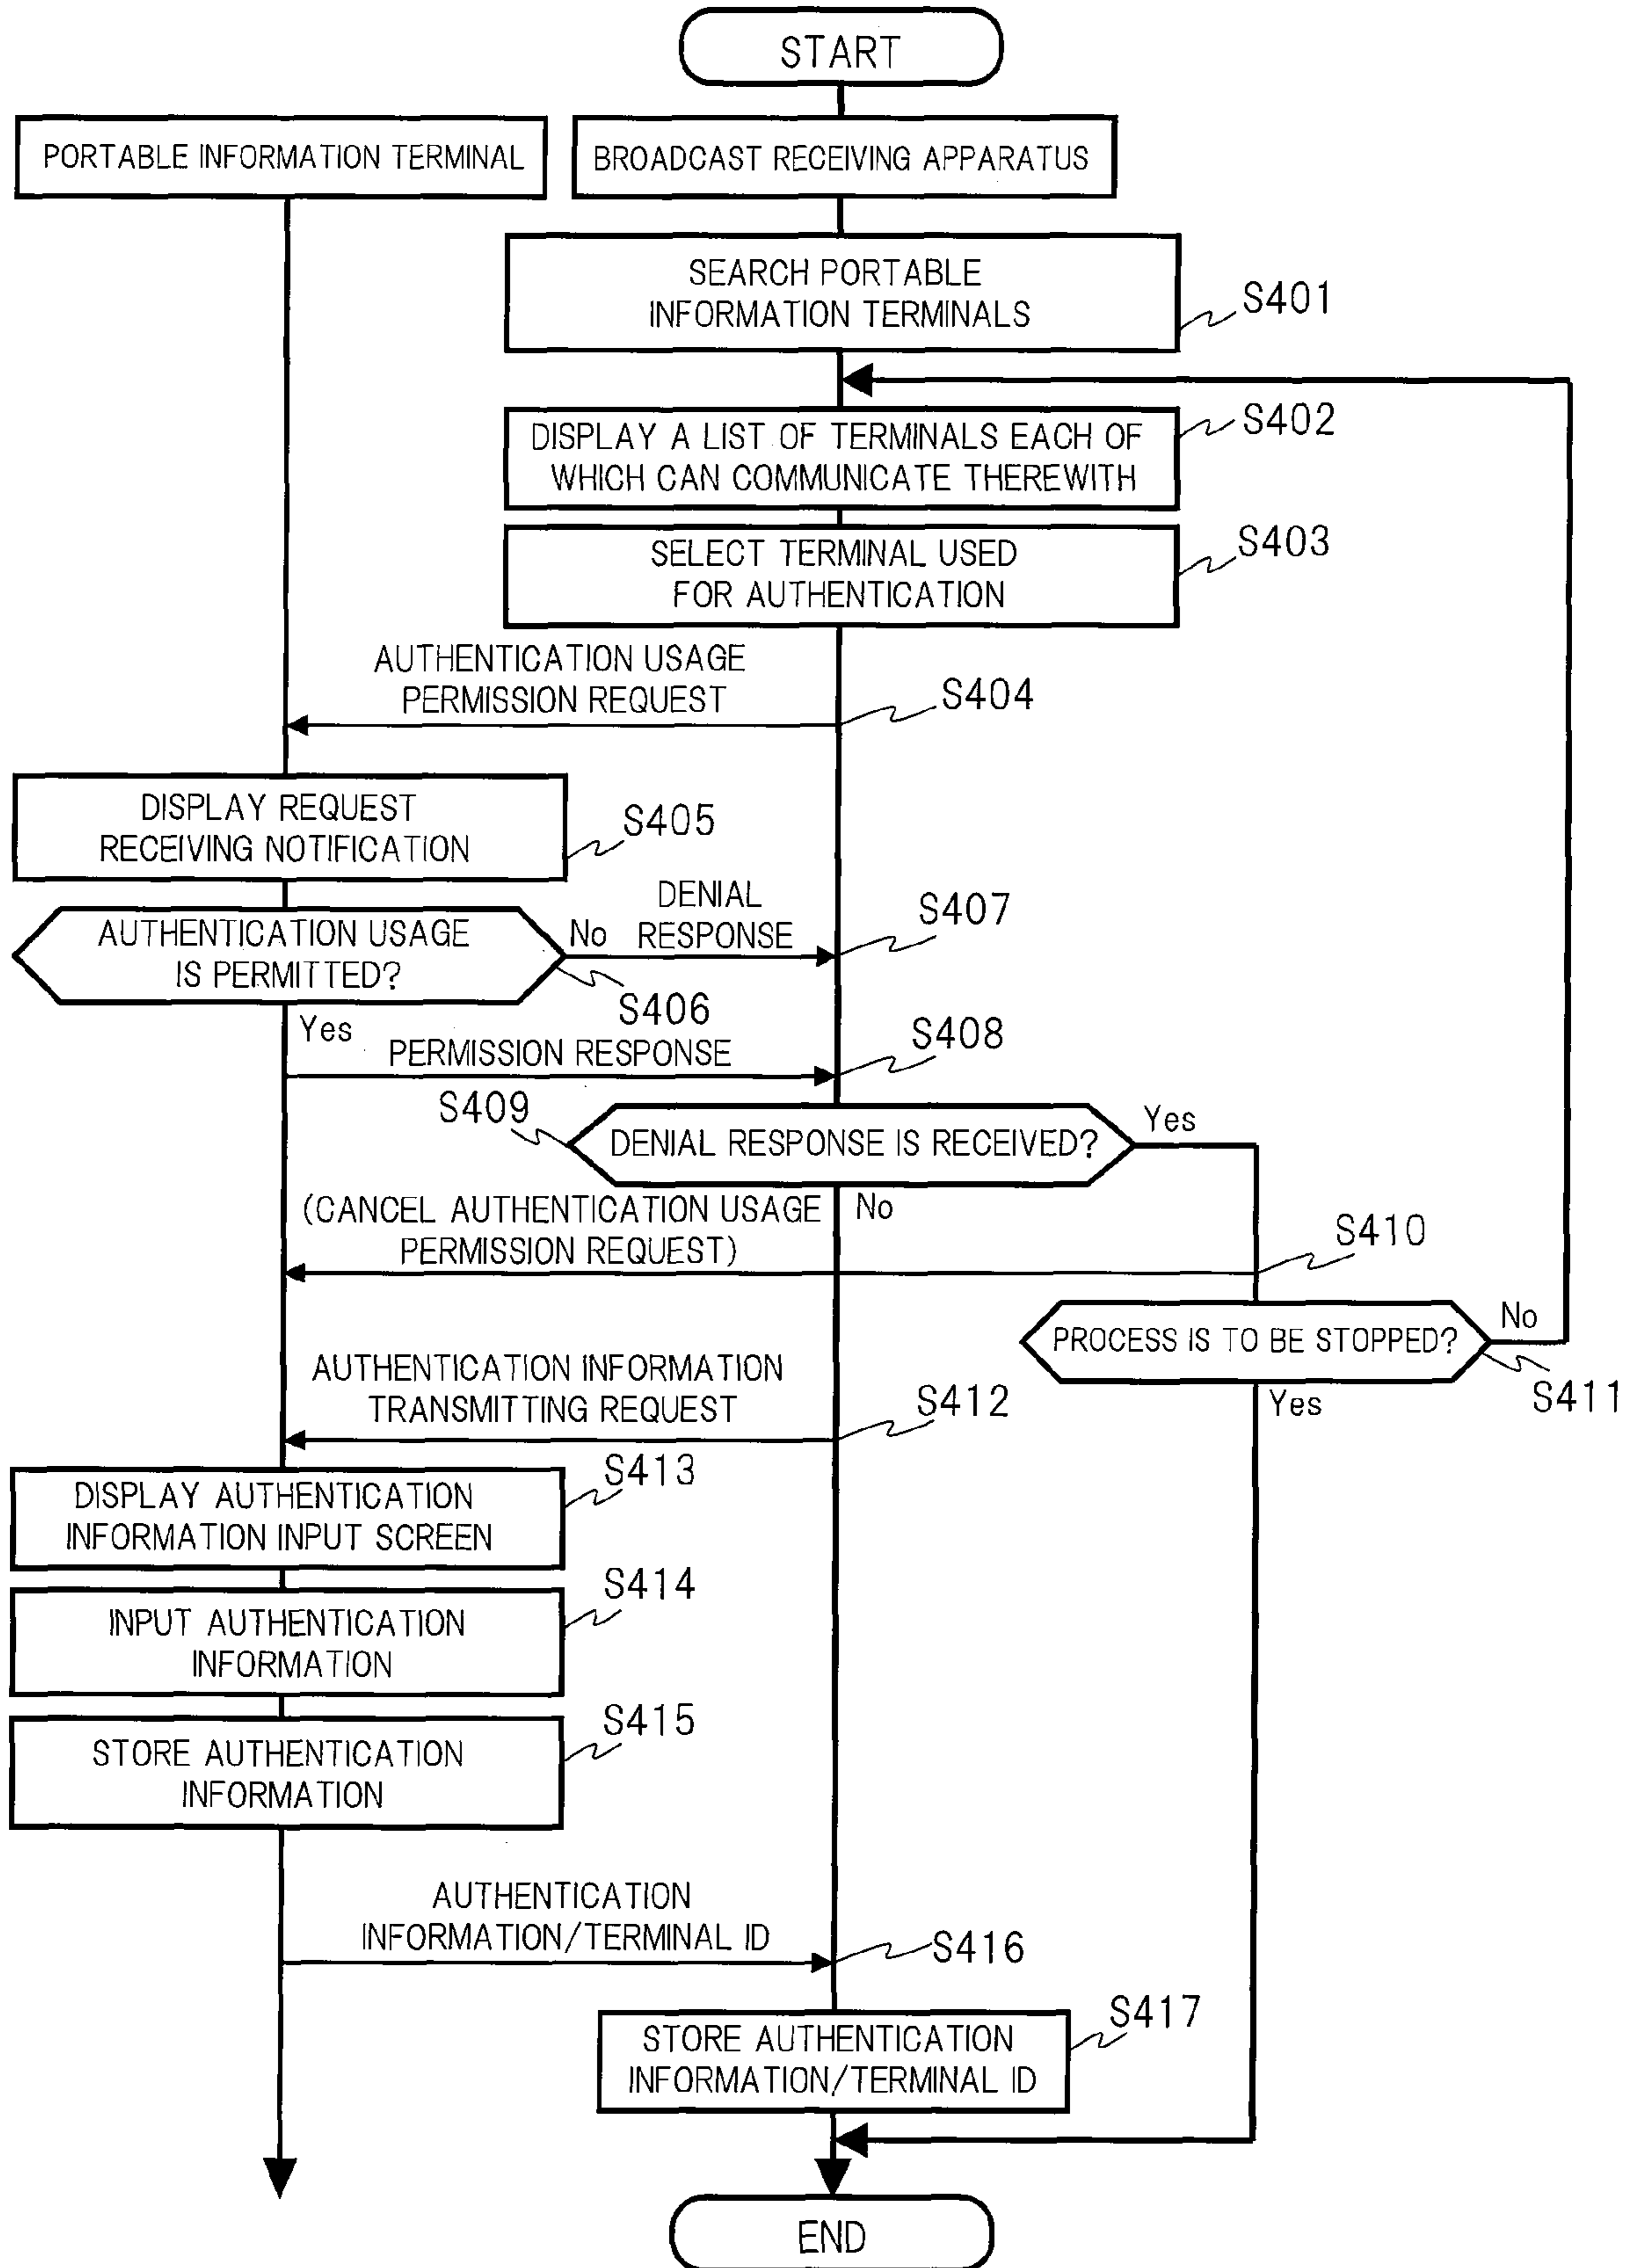 START
PORTABLE INFORMATION TERMINAL
BROADCAST RECEIVING APPARATUS
SEARCH PORTABLE
INFORMATION TERMINALS
S401
DISPLAY A LIST OF TERMINALS EACH OF
WHICH CAN COMMUNICATE THEREWITH
S402
SELECT TERMINAL USED
FOR AUTHENTICATION
S403
AUTHENTICATION USAGE
PERMISSION REQUEST
S404
DISPLAY REQUEST
RECEIVING NOTIFICATION
S405
AUTHENTICATION USAGE
IS PERMITTED?
No
DENIAL
RESPONSE
S407
S406
Yes
PERMISSION RESPONSE
S408
S409
DENIAL RESPONSE IS RECEIVED?
Yes
(CANCEL AUTHENTICATION USAGE
PERMISSION REQUEST)
No
S410
PROCESS IS TO BE STOPPED?
No
S411
Yes
AUTHENTICATION INFORMATION
TRANSMITTING REQUEST
S412
DISPLAY AUTHENTICATION
INFORMATION INPUT SCREEN
S413
INPUT AUTHENTICATION
INFORMATION
S414
STORE AUTHENTICATION
INFORMATION
S415
AUTHENTICATION
INFORMATION/TERMINAL ID
S416
STORE AUTHENTICATION
INFORMATION/TERMINAL ID
S417
END